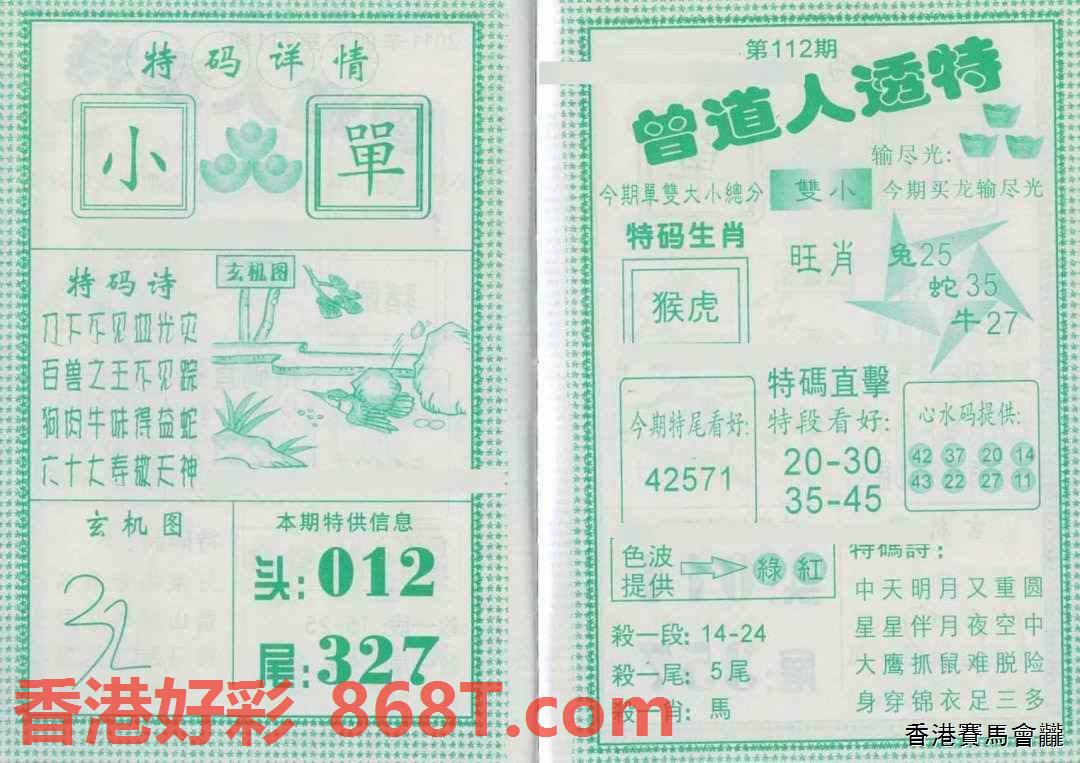 特码详情
小 單
特码诗
刀下不见血光灾
百兽之王不见踪
狗肉牛味得益蛇
六十大寿敬天神
玄机图
玄机图
32
本期特供信息
头:012
尾:327
第112期
曾道人透特
输尽光:
今期單雙大小總分 雙小 今期买龙输尽光
特码生肖
猴虎
旺肖
兔25
蛇35
牛27
今期特尾看好:
42571
特碼直擊
特段看好:
20-30
35-45
心水码提供:
42 37 20 14
43 22 27 11
色波
提供
綠 紅
殺一段: 14-24
殺一尾: 5尾
殺一肖: 馬
特碼詩:
中天明月又重圆
星星伴月夜空中
大鹰抓鼠难脱险
身穿锦衣足三多
香港好彩 868T.com
香港賽馬會